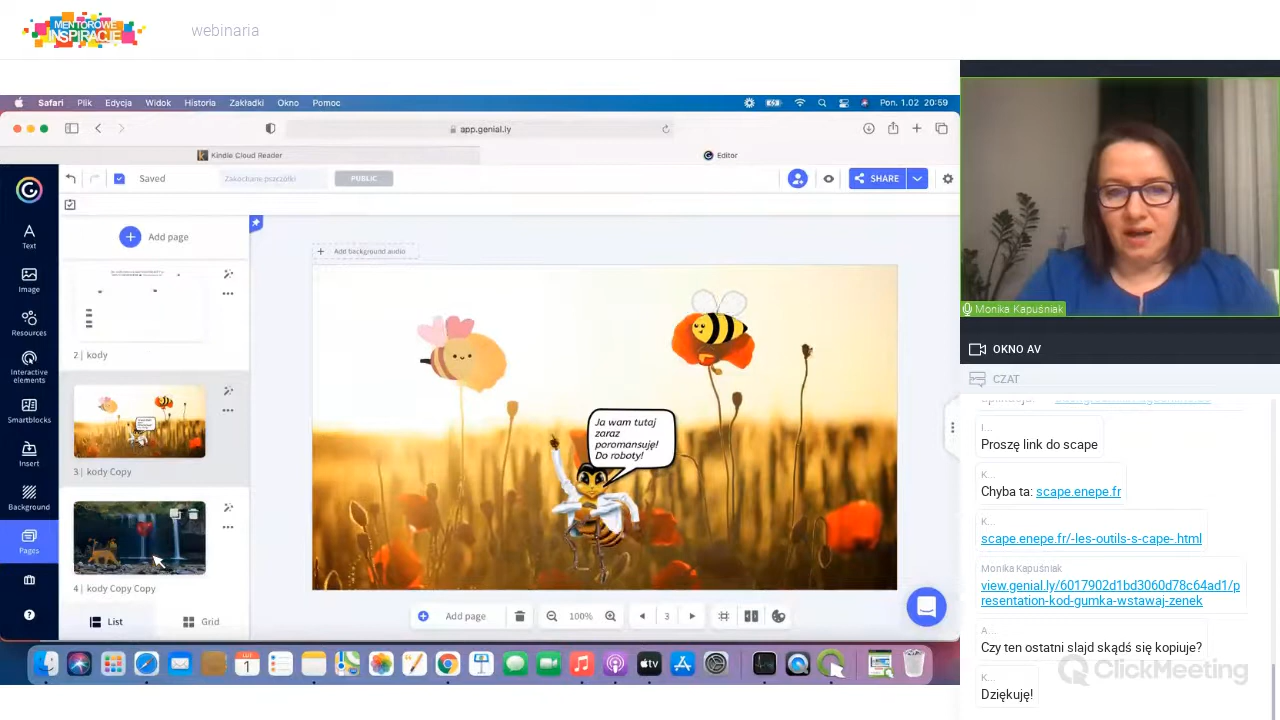 MENTOROWE
INSPIRACJE
webinaria
Safari Plik Edycja Widok Historia Zakładki Okno Pomoc
Pon. 1.02 20:59
app.genial.ly
Kindle Cloud Reader
Editor
Saved
Zakochane pszczółki
PUBLIC
SHARE
Text
Image
Resources
Interactive
elements
Smartblocks
Insert
Background
Pages
Add page
2 | kody
3 | kody Copy
4 | kody Copy Copy
List
Grid
Add background audio
Ja wam tutaj
zaraz
poromansuję!
Do roboty!
Add page
100%
3
LUT
1
tv
Monika Kapuśniak
OKNO AV
CZAT
I...
Proszę link do scape
K...
Chyba ta: scape.enepe.fr
K...
scape.enepe.fr/-les-outils-s-cape-.html
Monika Kapuśniak
view.genial.ly/6017902d1bd3060d78c64ad1/p
resentation-kod-gumka-wstawaj-zenek
A...
Czy ten ostatni slajd skądś się kopiuje?
K...
Dziękuję!
ClickMeeting